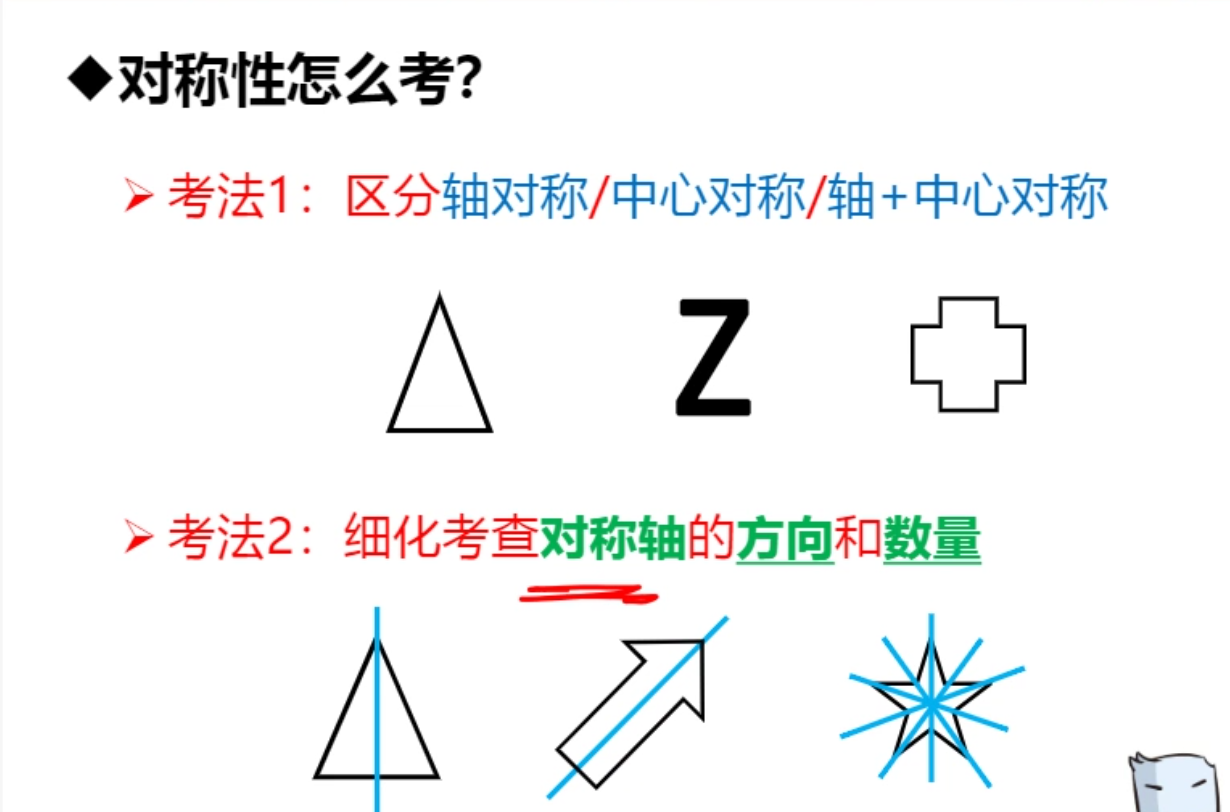 ◆对称性怎么考？
➢ 考法1：区分轴对称/中心对称/轴+中心对称
Z
➢ 考法2：细化考查对称轴的方向和数量